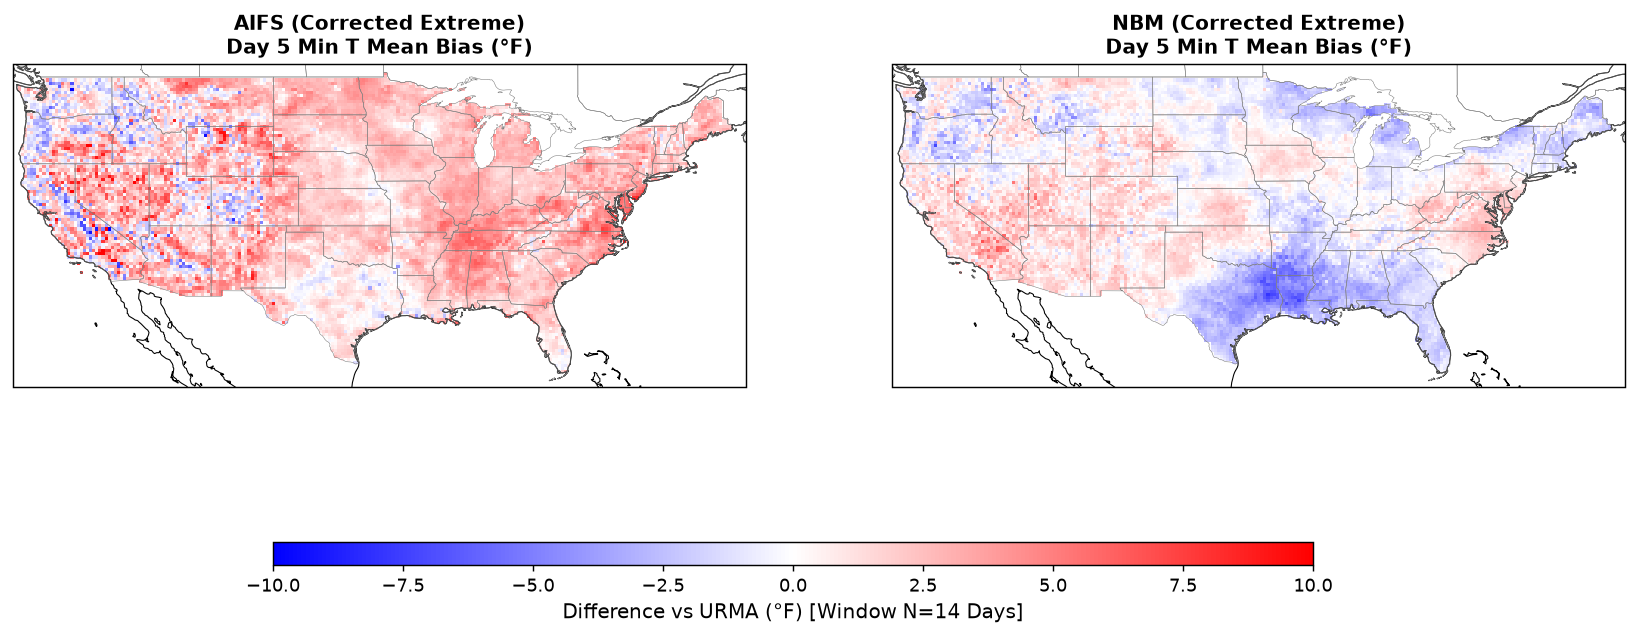 AIFS (Corrected Extreme)
Day 5 Min T Mean Bias (°F)
NBM (Corrected Extreme)
Day 5 Min T Mean Bias (°F)
−10.0 −7.5 −5.0 −2.5 0.0 2.5 5.0 7.5 10.0
Difference vs URMA (°F) [Window N=14 Days]